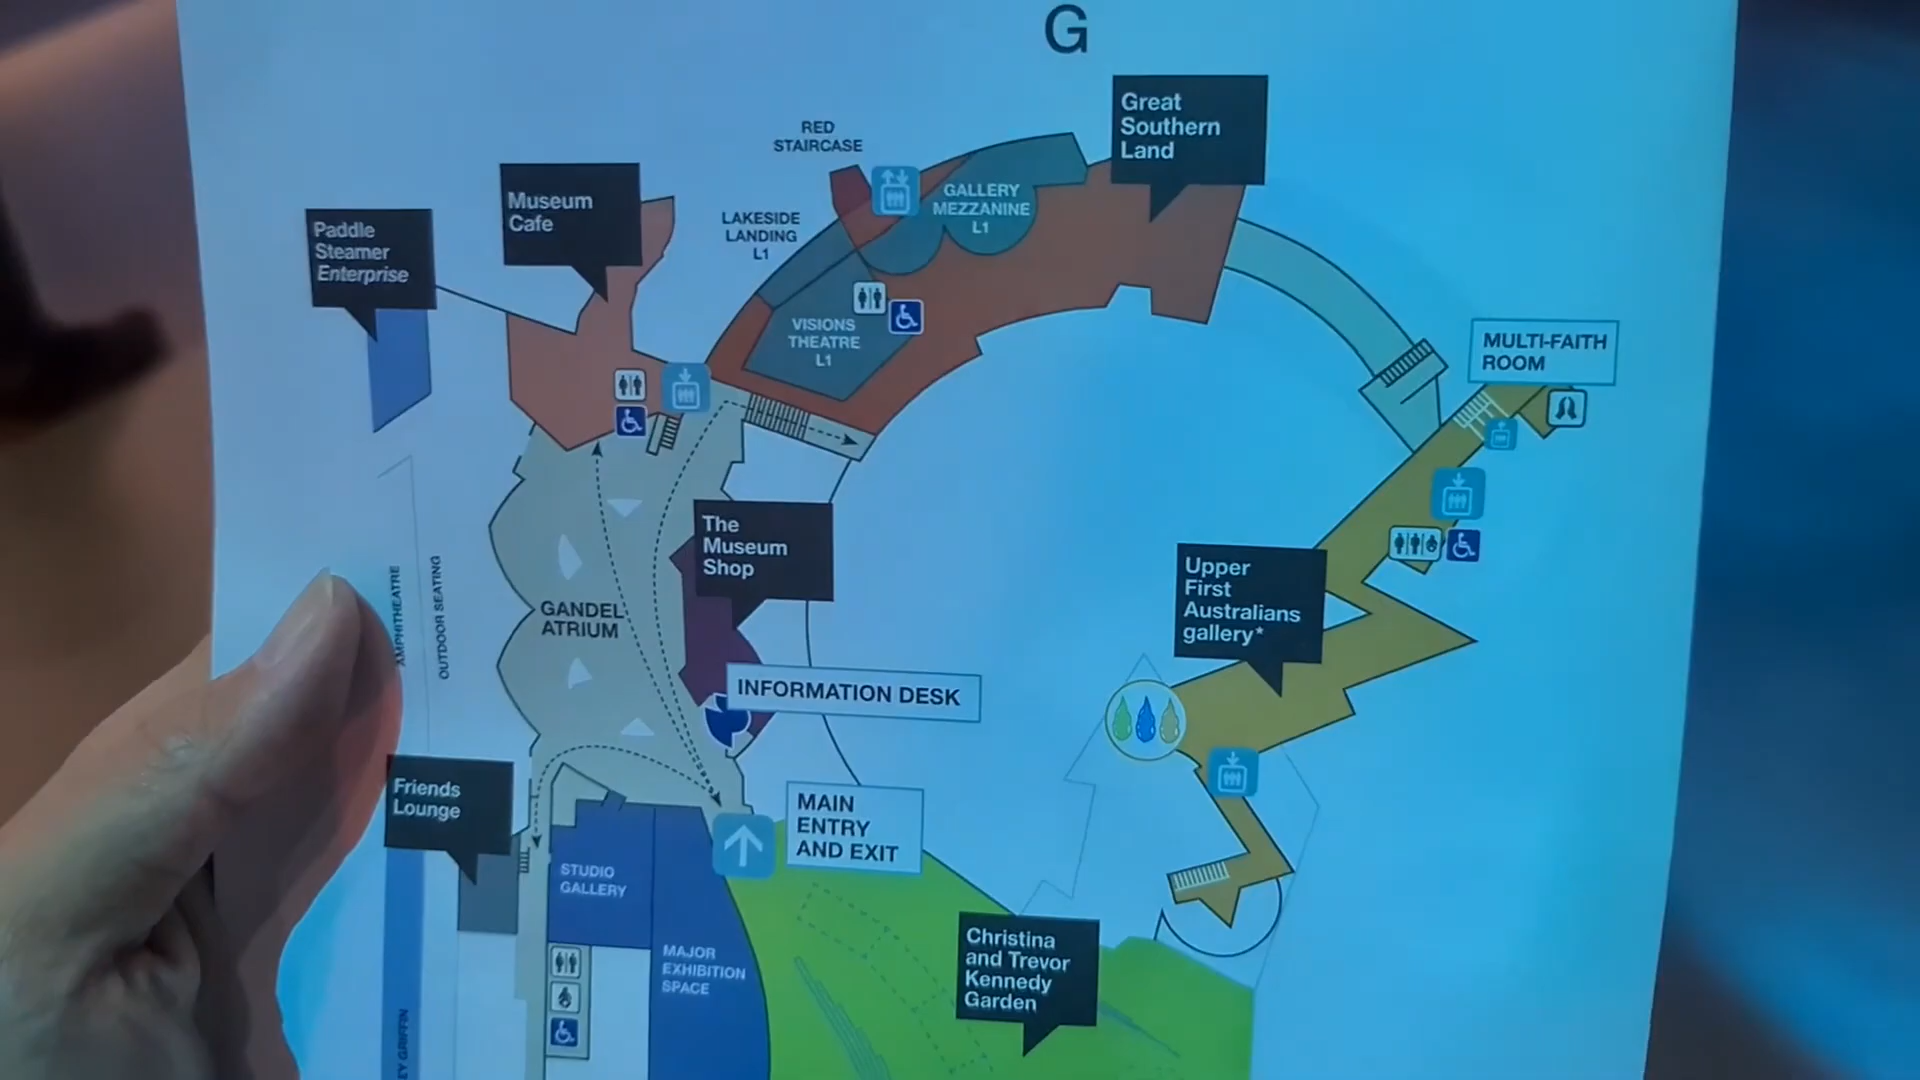 G
Great
Southern
Land
RED
STAIRCASE
Museum
Cafe
GALLERY
MEZZANINE
L1
LAKESIDE
LANDING
L1
Paddle
Steamer
Enterprise
VISIONS
THEATRE
L1
MULTI-FAITH
ROOM
The
Museum
Shop
Upper
First
Australians
gallery*
GANDEL
ATRIUM
AMPHITHEATRE
OUTDOOR SEATING
INFORMATION DESK
Friends
Lounge
MAIN
ENTRY
AND EXIT
STUDIO
GALLERY
MAJOR
EXHIBITION
SPACE
Christina
and Trevor
Kennedy
Garden
EY GRIFFIN